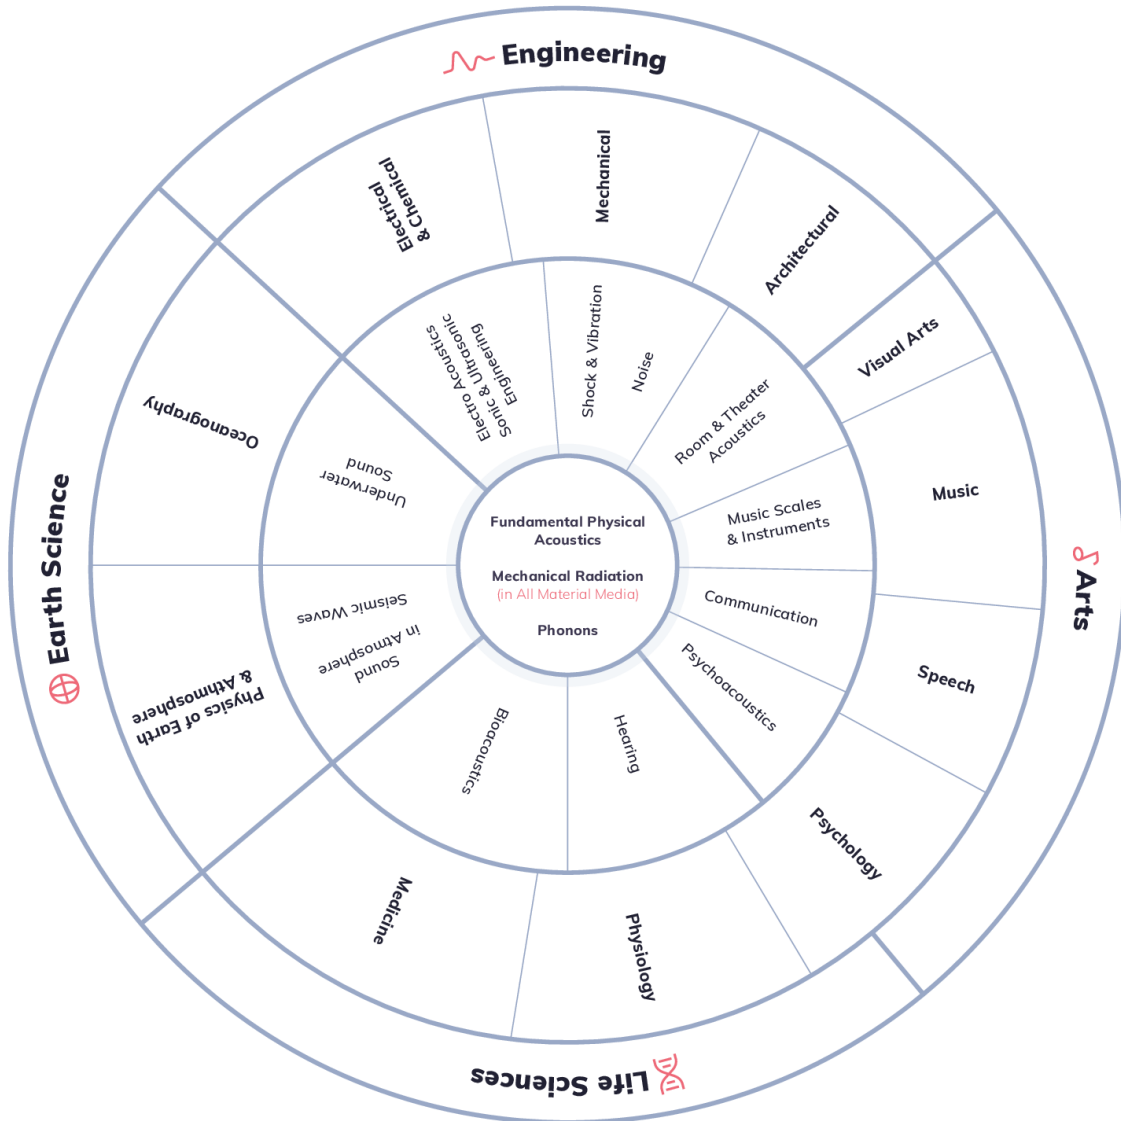 Engineering
Electrical
& Chemical
Mechanical
Architectural
Visual Arts
Music
Speech
Psychology
Physiology
Medicine
Physics of Earth
& Athmosphere
Oceanography
Electro Acoustics
Sonic & Ultrasonic
Engineering
Shock & Vibration
Noise
Room & Theater
Acoustics
Music Scales
& Instruments
Communication
Psychoacoustics
Hearing
Bioacoustics
Sound
in Atmosphere
Seismic Waves
Underwater
Sound
Fundamental Physical
Acoustics
Mechanical Radiation
(in All Material Media)
Phonons
Earth Science
Arts
Life Sciences